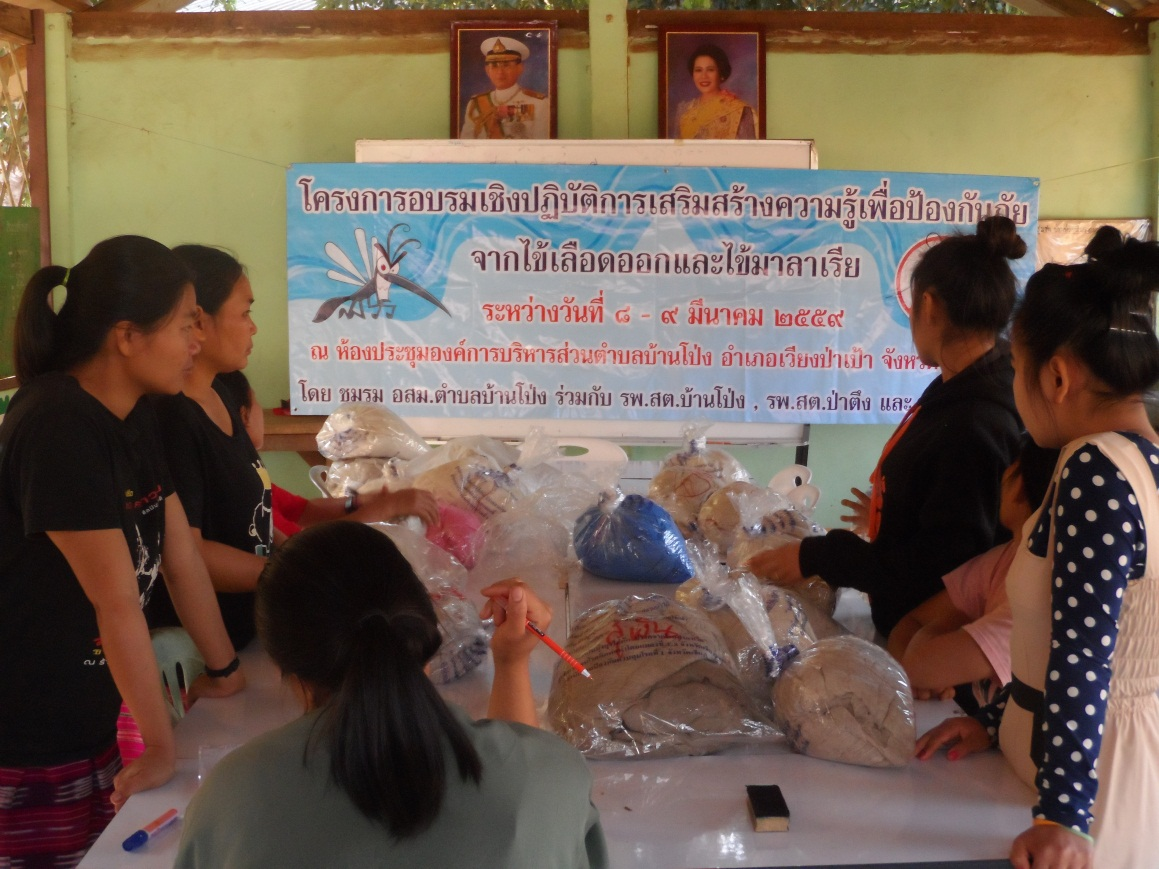 โครงการอบรมเชิงปฏิบัติการเสริมสร้างความรู้เพื่อป้องกันภัย
จากไข้เลือดออกและไข้มาลาเรีย
ระหว่างวันที่ ๘ - ๙ มีนาคม ๒๕๕๙
ณ ห้องประชุมองค์การบริหารส่วนตำบลบ้านโป่ง อำเภอเวียงป่าเป้า จังหวัด
โดย ชมรม อสม.ตำบลบ้านโป่ง ร่วมกับ รพ.สต.บ้านโป่ง , รพ.สต.ป่าตึง และ